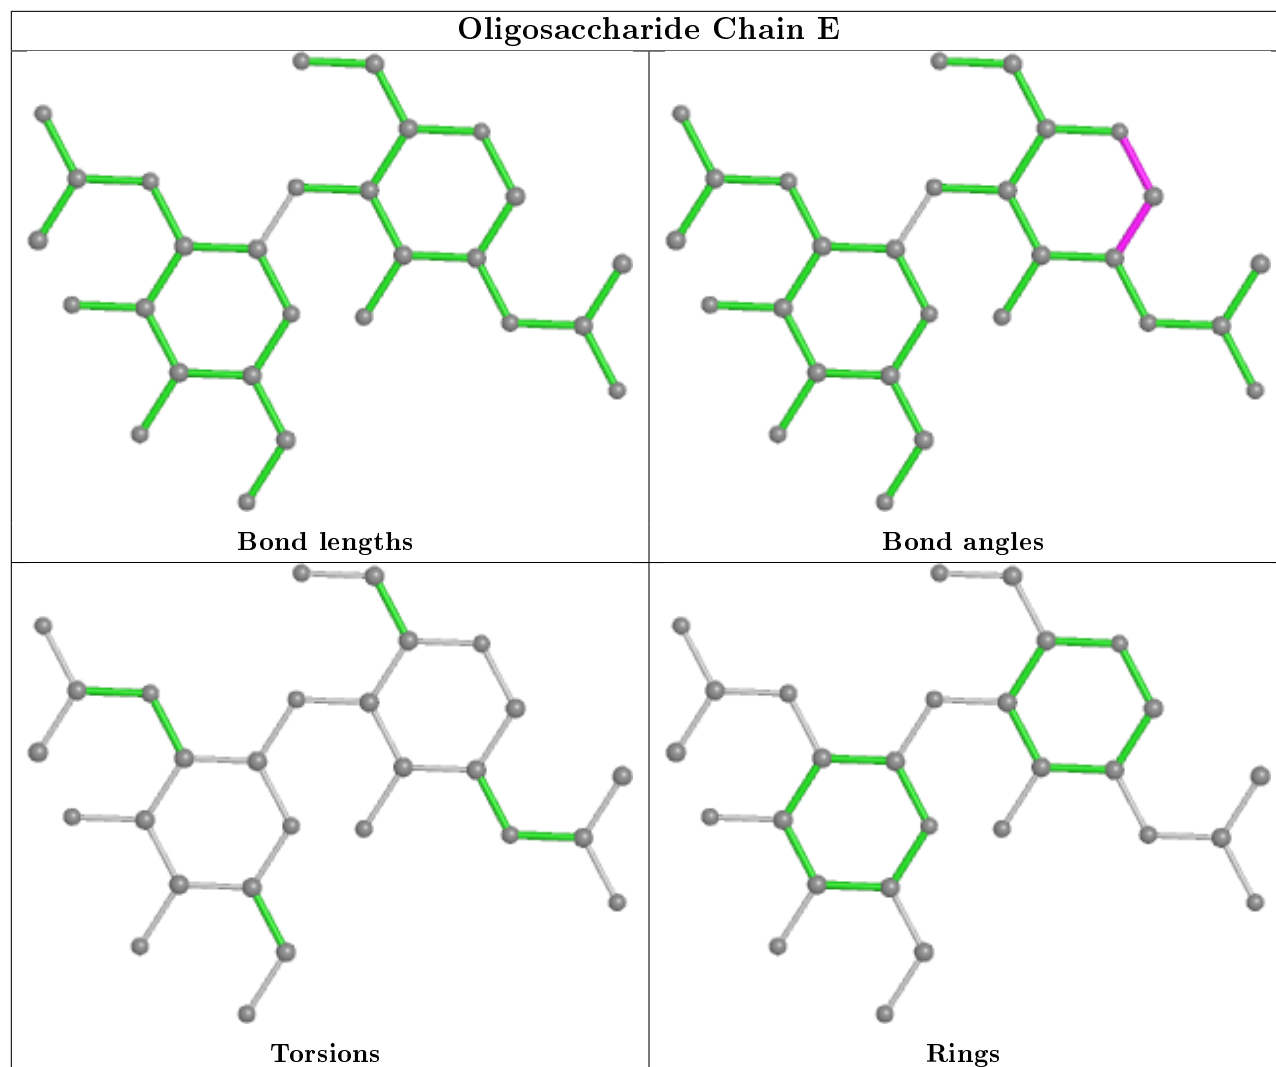 Oligosaccharide Chain E
Bond lengths
Bond angles
Torsions
Rings